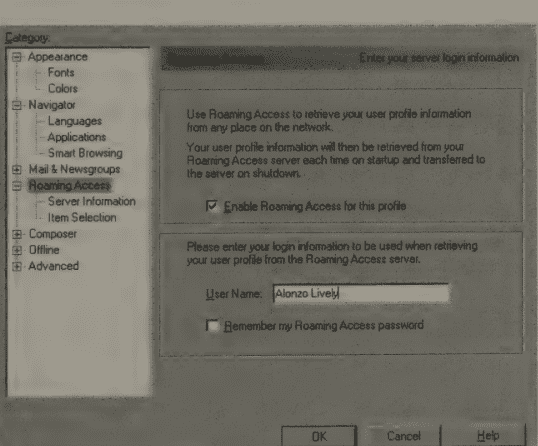 Category:
Appearance
Fonts
Colors
Navigator
Languages
Applications
Smart Browsing
Mail & Newsgroups
Roaming Access
Server Information
Item Selection
Composer
Offline
Advanced
Enter your server login information
Use Roaming Access to retrieve your user profile information
from any place on the network.
Your user profile information will then be retrieved from your
Roaming Access server each time on startup and transferred to
the server on shutdown.
Enable Roaming Access for this profile
Please enter your login information to be used when retrieving
your user profile from the Roaming Access server.
User Name: Alonzo Lively
Remember my Roaming Access password
OK Cancel Help